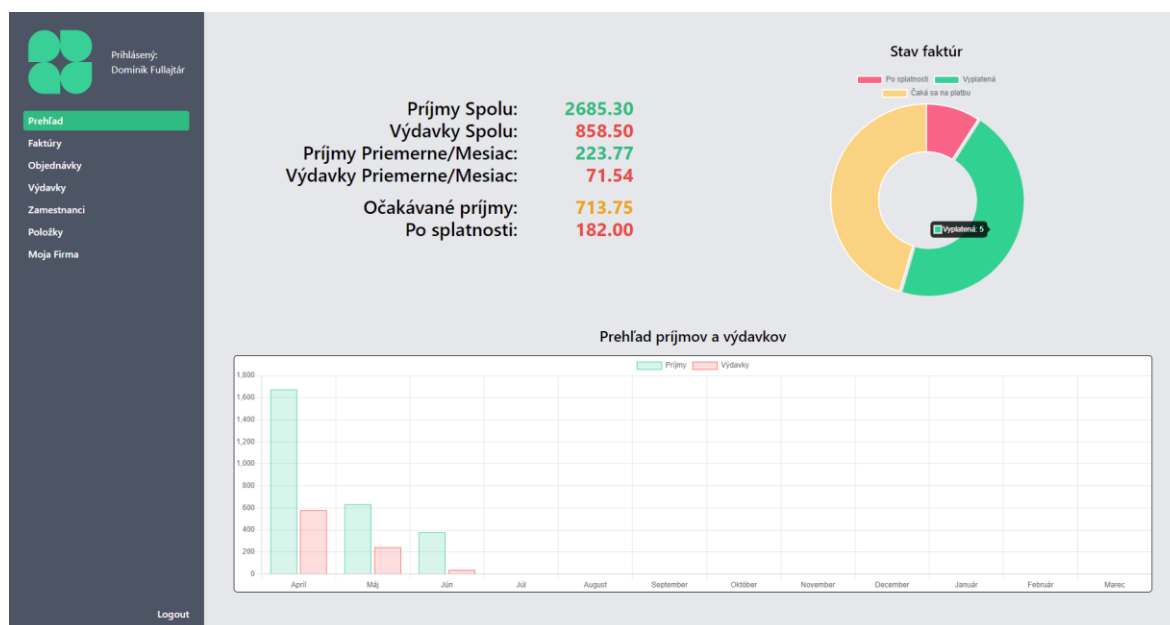 Prihlásený:
Dominik Fullajtár
Prehľad
Faktúry
Objednávky
Výdavky
Zamestnanci
Položky
Moja Firma
Logout
Príjmy Spolu: 2685.30
Výdavky Spolu: 858.50
Príjmy Priemerne/Mesiac: 223.77
Výdavky Priemerne/Mesiac: 71.54
Očakávané príjmy: 713.75
Po splatnosti: 182.00
Stav faktúr
Po splatnosti Vyplatená
Čaká sa na platbu
Vyplatená: 5
Prehľad príjmov a výdavkov
Príjmy Výdavky
1,800
1,600
1,400
1,200
1,000
800
600
400
200
0
Apríl Máj Jún Júl August September Október November December Január Február Marec